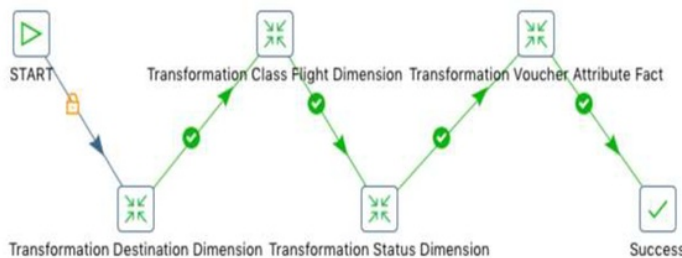 START
Transformation Class Flight Dimension
Transformation Voucher Attribute Fact
Transformation Destination Dimension
Transformation Status Dimension
Success